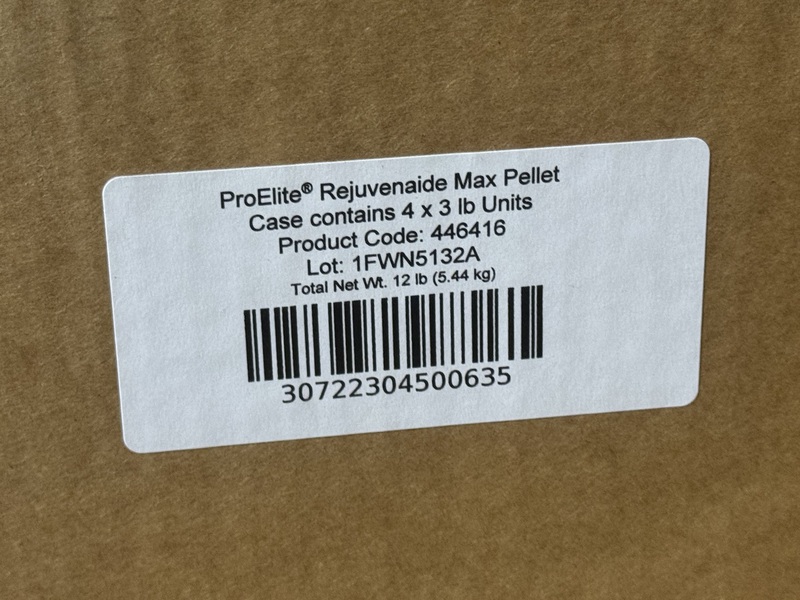 ProElite® Rejuvenaide Max Pellet
Case contains 4 x 3 lb Units
Product Code: 446416
Lot: 1FWN5132A
Total Net Wt. 12 lb (5.44 kg)
30722304500635